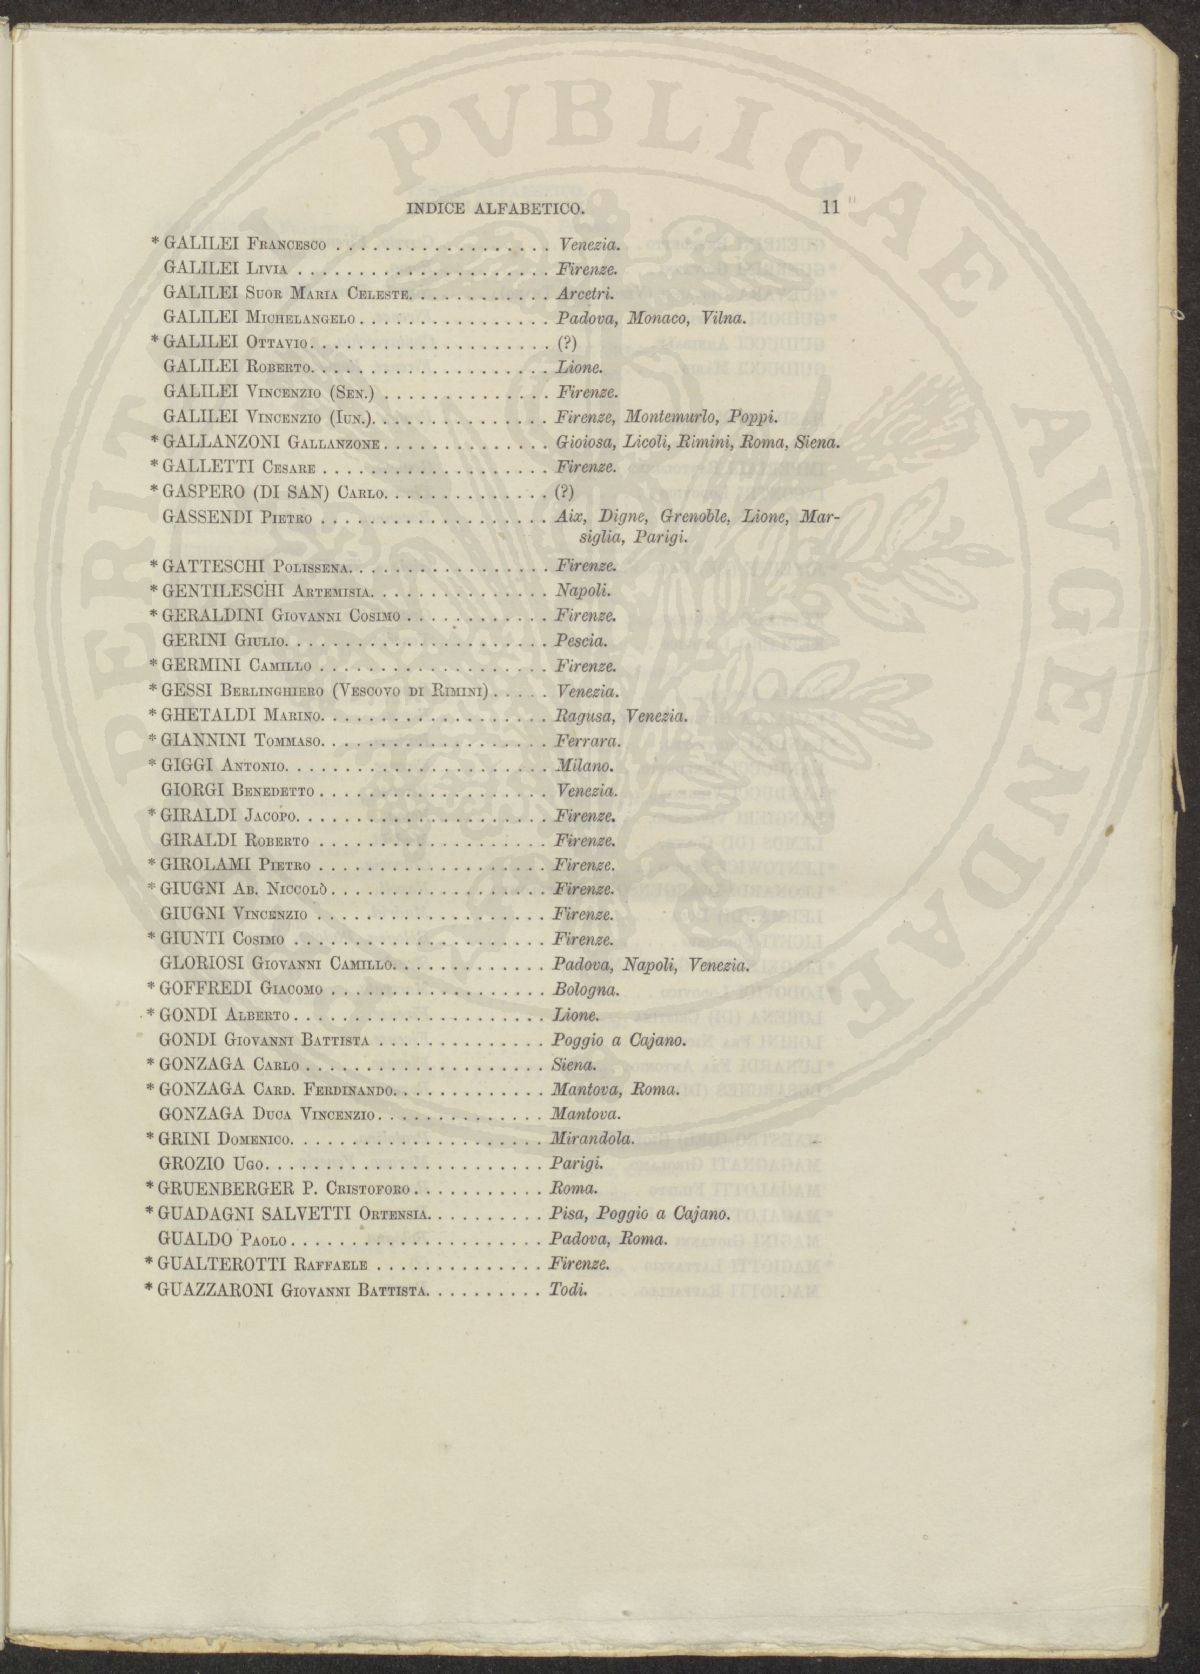 INDICE ALFABETICO. 11
* GALILEI Francesco . . . . . . . . . . . . . . . . . . Venezia.
GALILEI Livia . . . . . . . . . . . . . . . . . . . . . Firenze.
GALILEI Suor Maria Celeste. . . . . . . . . . . . Arcetri.
GALILEI Michelangelo . . . . . . . . . . . . . . . . Padova, Monaco, Vilna.
* GALILEI Ottavio. . . . . . . . . . . . . . . . . . . . (?)
GALILEI Roberto. . . . . . . . . . . . . . . . . . . . Lione.
GALILEI Vincenzio (Sen.) . . . . . . . . . . . . . . Firenze.
GALILEI Vincenzio (Iun.). . . . . . . . . . . . . . . Firenze, Montemurlo, Poppi.
* GALLANZONI Gallanzone . . . . . . . . . . . . . . Gioiosa, Licoli, Rimini, Roma, Siena.
* GALLETTI Cesare . . . . . . . . . . . . . . . . . . . Firenze.
* GASPERO (DI SAN) Carlo. . . . . . . . . . . . . . (?)
GASSENDI Pietro . . . . . . . . . . . . . . . . . . . Aix, Digne, Grenoble, Lione, Mar-
siglia, Parigi.
* GATTESCHI Polissena. . . . . . . . . . . . . . . . . Firenze.
* GENTILESCHI Artemisia. . . . . . . . . . . . . . . Napoli.
* GERALDINI Giovanni Cosimo . . . . . . . . . . . . Firenze.
GERINI Giulio. . . . . . . . . . . . . . . . . . . . . . Pescia.
* GERMINI Camillo . . . . . . . . . . . . . . . . . . . Firenze.
* GESSI Berlinghiero (Vescovo di Rimini) . . . . . Venezia.
* GHETALDI Marino. . . . . . . . . . . . . . . . . . . Ragusa, Venezia.
* GIANNINI Tommaso. . . . . . . . . . . . . . . . . . . Ferrara.
* GIGGI Antonio. . . . . . . . . . . . . . . . . . . . . . Milano.
GIORGI Benedetto . . . . . . . . . . . . . . . . . . . Venezia.
* GIRALDI Jacopo. . . . . . . . . . . . . . . . . . . . . Firenze.
GIRALDI Roberto . . . . . . . . . . . . . . . . . . . . Firenze.
* GIROLAMI Pietro . . . . . . . . . . . . . . . . . . . . Firenze.
* GIUGNI Ab. Niccolò . . . . . . . . . . . . . . . . . . Firenze.
GIUGNI Vincenzio . . . . . . . . . . . . . . . . . . . Firenze.
* GIUNTI Cosimo . . . . . . . . . . . . . . . . . . . . . Firenze.
GLORIOSI Giovanni Camillo. . . . . . . . . . . . . Padova, Napoli, Venezia.
* GOFFREDI Giacomo . . . . . . . . . . . . . . . . . . Bologna.
* GONDI Alberto . . . . . . . . . . . . . . . . . . . . . Lione.
GONDI Giovanni Battista . . . . . . . . . . . . . . Poggio a Cajano.
* GONZAGA Carlo . . . . . . . . . . . . . . . . . . . . Siena.
* GONZAGA Card. Ferdinando. . . . . . . . . . . . . Mantova, Roma.
GONZAGA Duca Vincenzio . . . . . . . . . . . . . . Mantova.
* GRINI Domenico. . . . . . . . . . . . . . . . . . . . . Mirandola.
GROZIO Ugo. . . . . . . . . . . . . . . . . . . . . . . Parigi.
* GRUENBERGER P. Cristoforo . . . . . . . . . . . Roma.
* GUADAGNI SALVETTI Ortensia. . . . . . . . . . Pisa, Poggio a Cajano.
GUALDO Paolo . . . . . . . . . . . . . . . . . . . . . Padova, Roma.
* GUALTEROTTI Raffaele . . . . . . . . . . . . . . Firenze.
* GUAZZARONI Giovanni Battista. . . . . . . . . . Todi.
PERITI PVBLICAE AVGENDAE